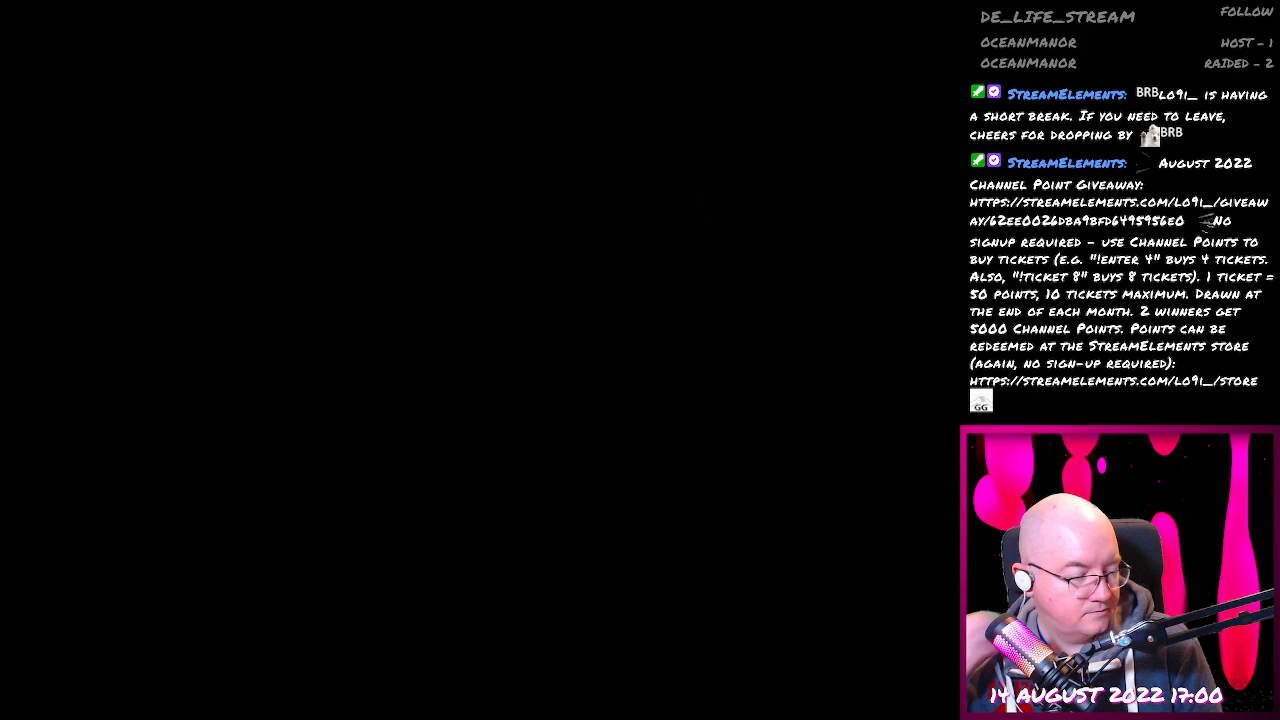 DE_LIFE_STREAM FOLLOW
OCEANMANOR HOST - 1
OCEANMANOR RAIDED - 2
StreamElements: BRB LO9I_ IS HAVING
A SHORT BREAK. IF YOU NEED TO LEAVE,
CHEERS FOR DROPPING BY BRB
StreamElements: AUGUST 2022
CHANNEL POINT GIVEAWAY:
HTTPS://STREAMELEMENTS.COM/LO9I_/GIVEAW
AY/62EE0026DBA9BFD6495956E0 NO
SIGNUP REQUIRED - USE CHANNEL POINTS TO
BUY TICKETS (E.G. "!ENTER 4" BUYS 4 TICKETS.
ALSO, "!TICKET 8" BUYS 8 TICKETS). 1 TICKET =
50 POINTS, 10 TICKETS MAXIMUM. DRAWN AT
THE END OF EACH MONTH. 2 WINNERS GET
5000 CHANNEL POINTS. POINTS CAN BE
REDEEMED AT THE STREAMELEMENTS STORE
(AGAIN, NO SIGN-UP REQUIRED):
HTTPS://STREAMELEMENTS.COM/LO9I_/STORE
GG
14 AUGUST 2022 17:00